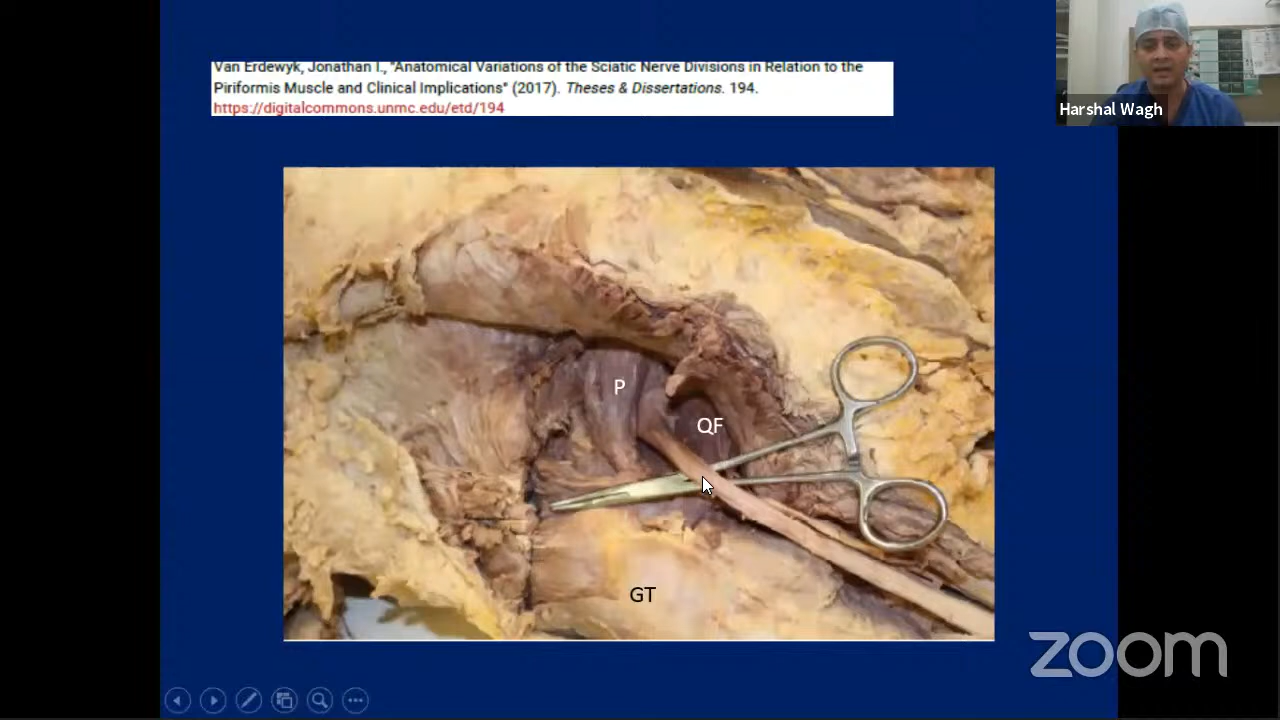 Van Erdewyk, Jonathan I., "Anatomical Variations of the Sciatic Nerve Divisions in Relation to the
Piriformis Muscle and Clinical Implications" (2017). Theses & Dissertations. 194.
https://digitalcommons.unmc.edu/etd/194
Harshal Wagh
P
QF
GT
zoom